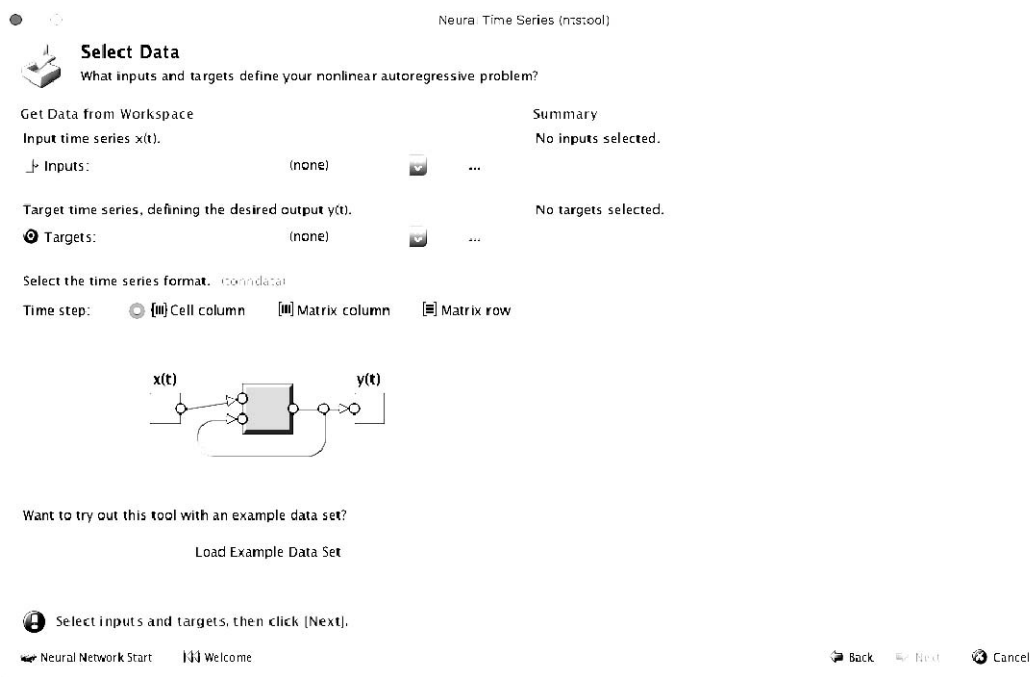 Neura: Time Series (ntstool)
Select Data
What inputs and targets define your nonlinear autoregressive problem?
Get Data from Workspace
Summary
Input time series x(t).
No inputs selected.
Inputs:
(none)
...
Target time series, defining the desired output y(t).
No targets selected.
Targets:
(none)
...
Select the time series format. (tonndata)
Time step:
Cell column
Matrix column
Matrix row
x(t)
y(t)
Want to try out this tool with an example data set?
Load Example Data Set
Select inputs and targets, then click [Next].
Neural Network Start
Welcome
Back
Next
Cancel